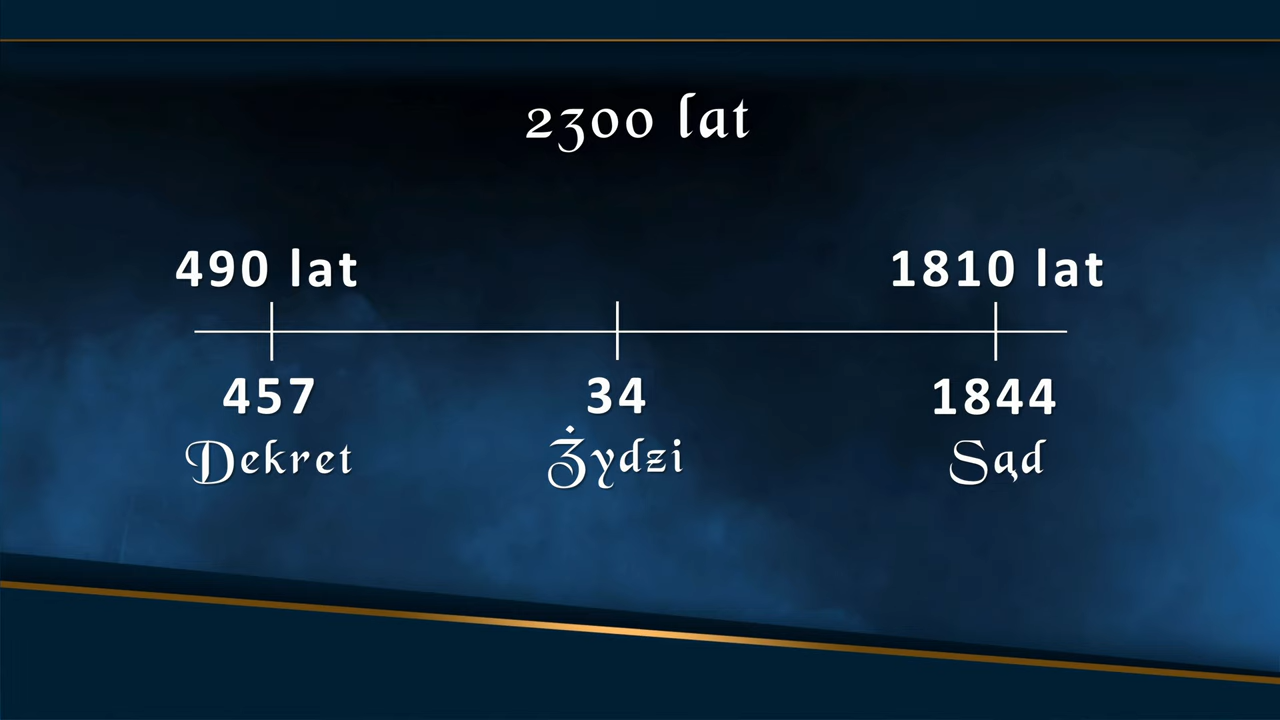 2300 lat
490 lat
1810 lat
457
34
1844
Dekret
Żydzi
Sąd